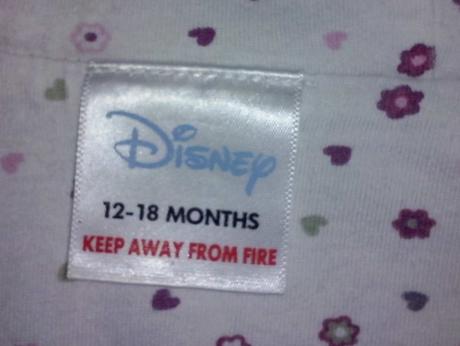 Disney
12-18 MONTHS
KEEP AWAY FROM FIRE